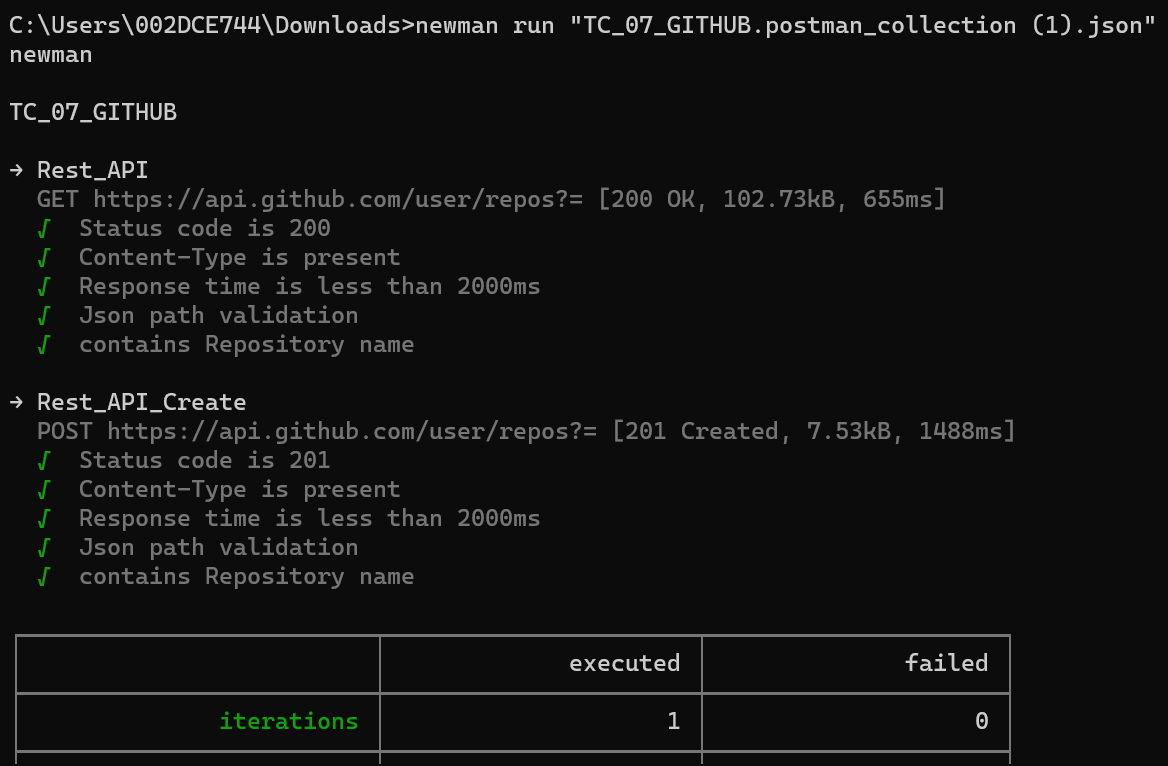 C:\Users\002DCE744\Downloads>newman run "TC_07_GITHUB.postman_collection (1).json"
newman
TC_07_GITHUB
→ Rest_API
GET https://api.github.com/user/repos?= [200 OK, 102.73kB, 655ms]
√ Status code is 200
√ Content-Type is present
√ Response time is less than 2000ms
√ Json path validation
√ contains Repository name
→ Rest_API_Create
POST https://api.github.com/user/repos?= [201 Created, 7.53kB, 1488ms]
√ Status code is 201
√ Content-Type is present
√ Response time is less than 2000ms
√ Json path validation
√ contains Repository name
executed failed
iterations 1 0